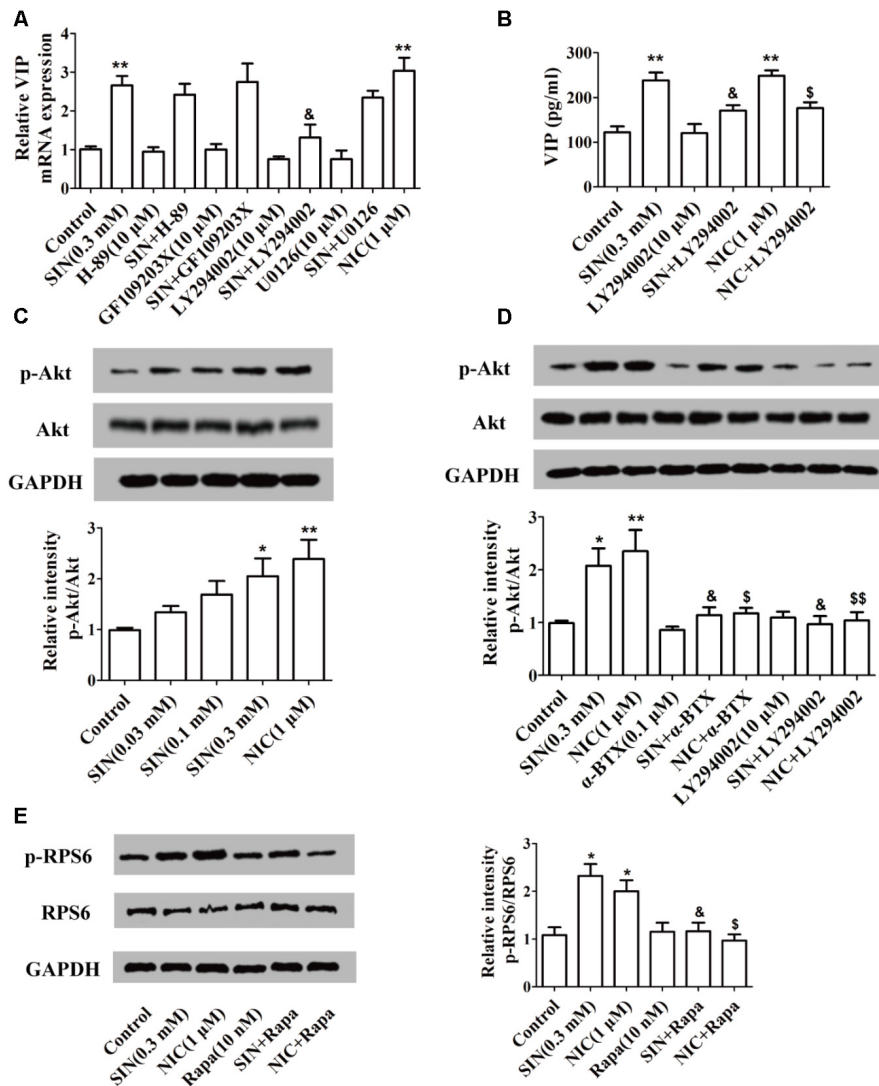 A
Relative VIP
mRNA expression
4
3
2
1
0
**
&
**
Control
SIN(0.3 mM)
H-89(10 μM)
SIN+H-89
GF109203X(10 μM)
SIN+GF109203X
LY294002(10 μM)
SIN+LY294002
U0126(10 μM)
SIN+U0126
NIC(1 μM)
B
VIP (pg/ml)
300
200
100
0
**
&
**
$
Control
SIN(0.3 mM)
LY294002(10 μM)
SIN+LY294002
NIC(1 μM)
NIC+LY294002
C
p-Akt
Akt
GAPDH
Relative intensity
p-Akt/Akt
3
2
1
0
*
**
Control
SIN(0.03 mM)
SIN(0.1 mM)
SIN(0.3 mM)
NIC(1 μM)
D
p-Akt
Akt
GAPDH
Relative intensity
p-Akt/Akt
3
2
1
0
*
**
&
$
&
$$
Control
SIN(0.3 mM)
NIC(1 μM)
α-BTX(0.1 μM)
SIN+α-BTX
NIC+α-BTX
LY294002(10 μM)
SIN+LY294002
NIC+LY294002
E
p-RPS6
RPS6
GAPDH
Control
SIN(0.3 mM)
NIC(1 μM)
Rapa(10 nM)
SIN+Rapa
NIC+Rapa
Relative intensity
p-RPS6/RPS6
3
2
1
0
*
*
&
$
Control
SIN(0.3 mM)
NIC(1 μM)
Rapa(10 nM)
SIN+Rapa
NIC+Rapa